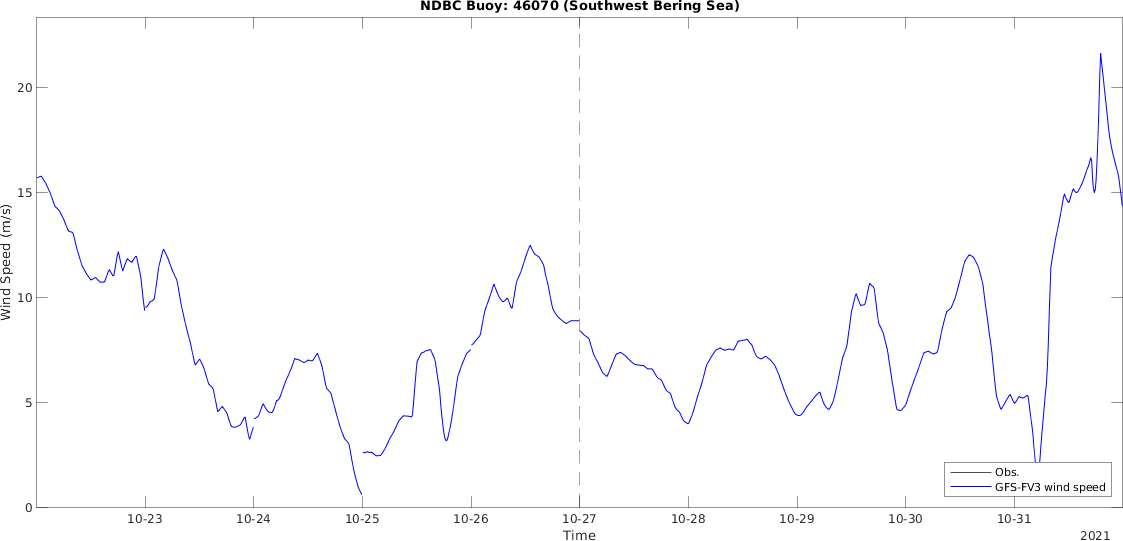 NDBC Buoy: 46070 (Southwest Bering Sea)
Wind Speed (m/s)
20
15
10
5
0
Obs.
GFS-FV3 wind speed
10-23 10-24 10-25 10-26 10-27 10-28 10-29 10-30 10-31
Time
2021